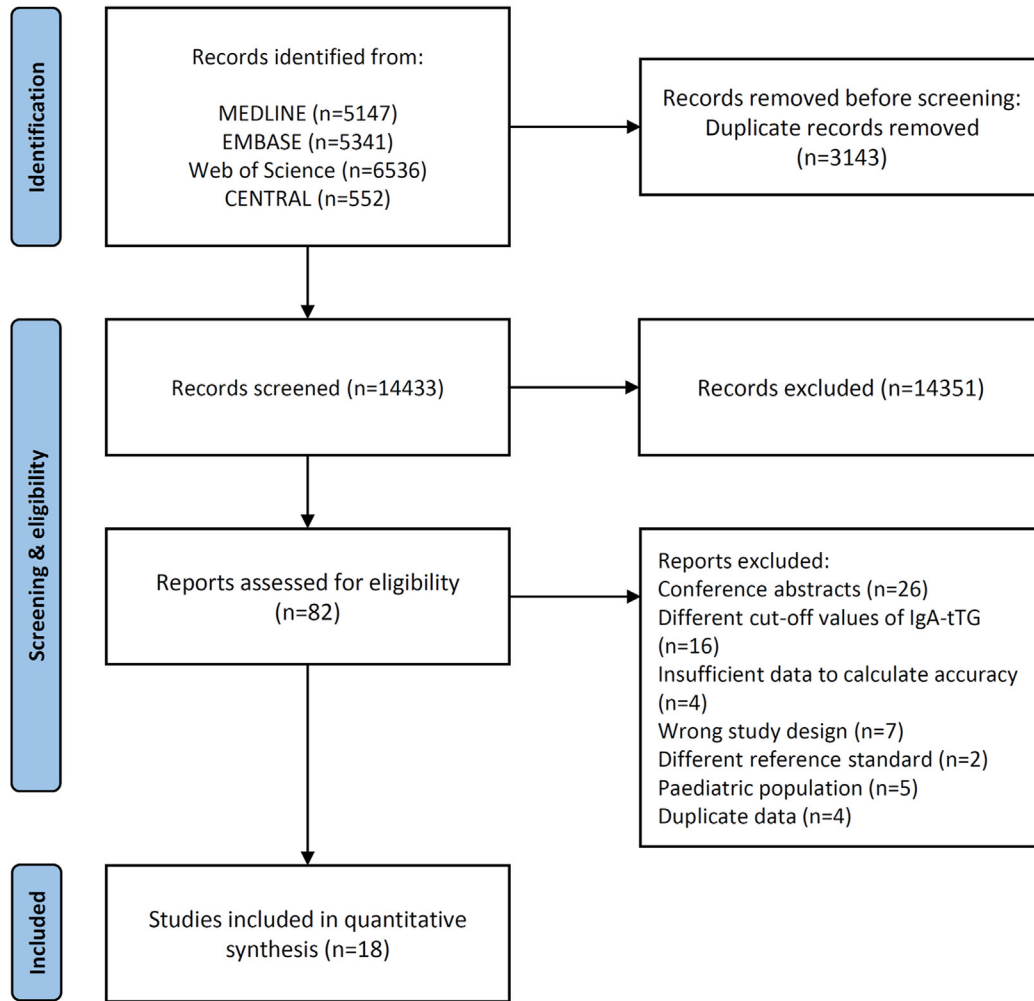 Identification
Records identified from:
MEDLINE (n=5147)
EMBASE (n=5341)
Web of Science (n=6536)
CENTRAL (n=552)
Records removed before screening:
Duplicate records removed
(n=3143)
Screening & eligibility
Records screened (n=14433)
Records excluded (n=14351)
Reports assessed for eligibility
(n=82)
Reports excluded:
Conference abstracts (n=26)
Different cut-off values of IgA-tTG
(n=16)
Insufficient data to calculate accuracy
(n=4)
Wrong study design (n=7)
Different reference standard (n=2)
Paediatric population (n=5)
Duplicate data (n=4)
Included
Studies included in quantitative
synthesis (n=18)